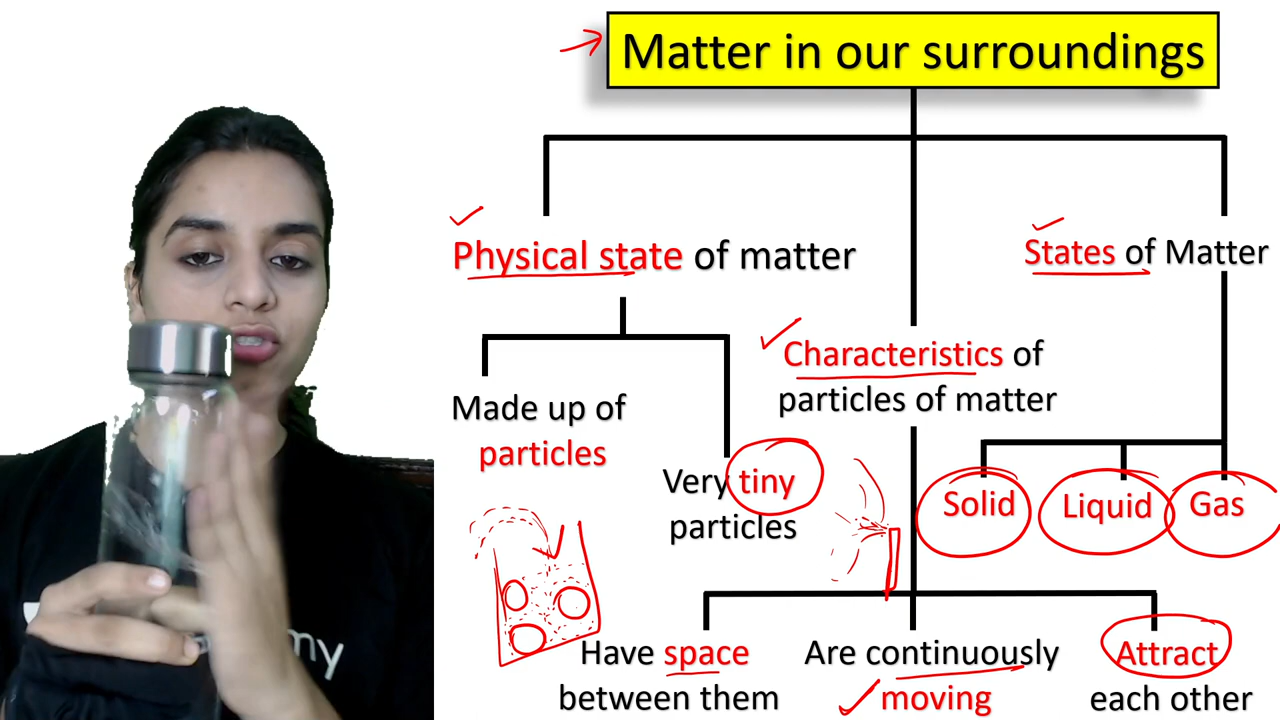 Matter in our surroundings
Physical state of matter
States of Matter
Characteristics of
particles of matter
Made up of
particles
Very tiny
particles
Solid
Liquid
Gas
Have space
between them
Are continuously
moving
Attract
each other
my